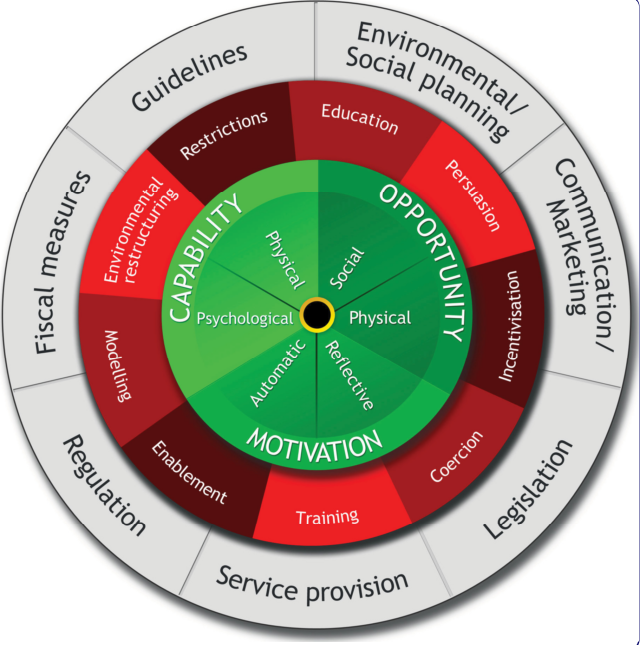 Environmental/
Social planning
Communication/
Marketing
Legislation
Service provision
Regulation
Fiscal measures
Guidelines
Education
Persuasion
Incentivisation
Coercion
Training
Enablement
Modelling
Environmental
restructuring
Restrictions
CAPABILITY
OPPORTUNITY
MOTIVATION
Physical
Social
Psychological
Physical
Automatic
Reflective